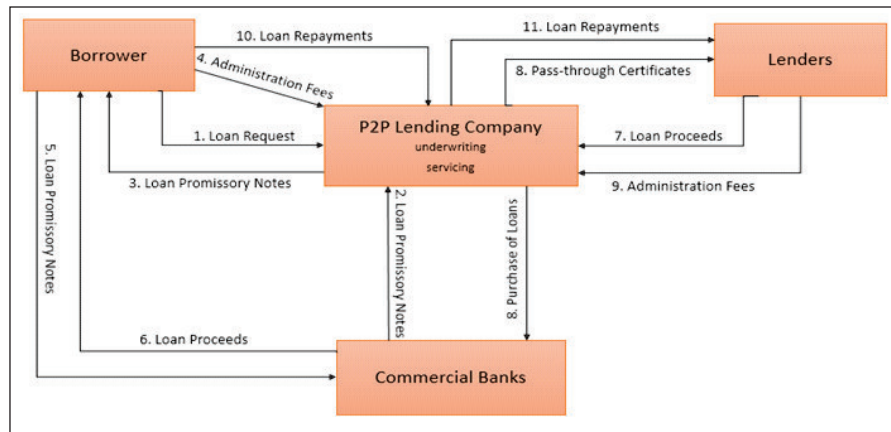 10. Loan Repayments
11. Loan Repayments
Borrower
4. Administration Fees
8. Pass-through Certificates
Lenders
P2P Lending Company
underwriting
servicing
1. Loan Request
7. Loan Proceeds
3. Loan Promissory Notes
9. Administration Fees
5. Loan Promissory Notes
2. Loan Promissory Notes
8. Purchase of Loans
6. Loan Proceeds
Commercial Banks